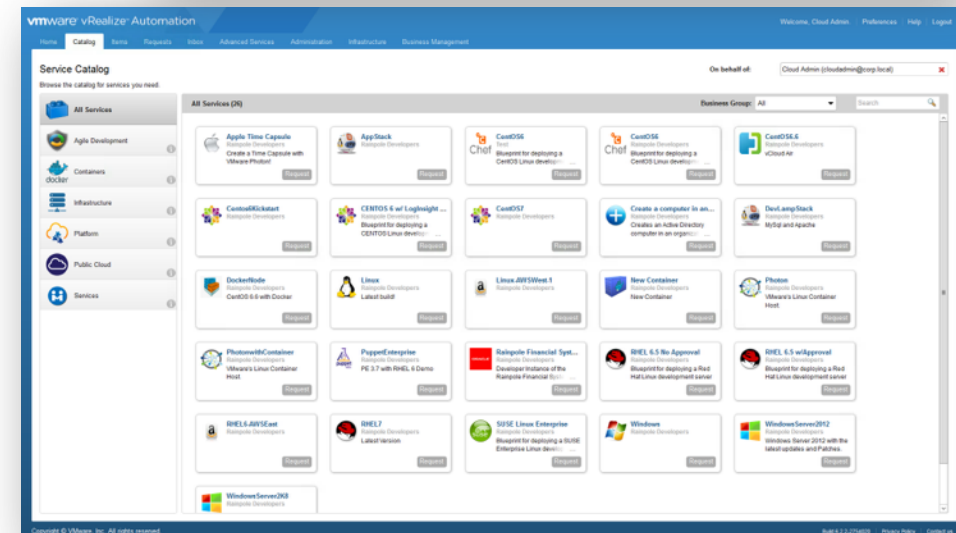 vmware vRealize Automation
Welcome, Cloud Admin | Preferences | Help | Logout
Home Catalog Items Requests Inbox Advanced Services Administration Infrastructure Business Management
Service Catalog
Browse the catalog for services you need.
On behalf of: Cloud Admin (cloudadmin@corp.local)
All Services
Agile Development
docker Containers
Infrastructure
Platform
Public Cloud
Services
All Services (26)
Business Group: All
Search
Apple Time Capsule
Rainpole Developers
Create a Time Capsule with
VMware Photon!
Request
AppStack
Rainpole Developers
Request
Chef
CentOS6
Test
Blueprint for deploying a
CentOS Linux develop... ...
Request
Chef
CentOS6
Rainpole Developers
Blueprint for deploying a
CentOS Linux develop... ...
Request
CentOS6.6
Rainpole Developers
vCloud Air
Request
Centos6Kickstart
Rainpole Developers
Request
CENTOS 6 w/ LogInsight ...
Rainpole Developers
Blueprint for deploying a
CENTOS Linux develop ...
Request
CentOS7
Rainpole Developers
Request
Create a computer in an...
Rainpole Developers
Creates an Active Directory
computer in an organiz... ...
Request
DevLampStack
Rainpole Developers
MySql and Apache
Request
DockerNode
Rainpole Developers
CentOS 6.6 with Docker
Request
Linux
Rainpole Developers
Latest build!
Request
Linux-AWSWest-1
Rainpole Developers
Request
New Container
Rainpole Developers
New Container
Request
Photon
Rainpole Developers
VMware's Linux Container
Host.
Request
PhotonwithContainer
Rainpole Developers
VMware's Linux Container
Host.
Request
PuppetEnterprise
Rainpole Developers
PE 3.7 with RHEL 6 Demo
Request
Rainpole Financial Syst...
Rainpole Developers
Developer Instance of the
Rainpole Financial Syst... ...
Request
RHEL 6.5 No Approval
Rainpole Developers
Blueprint for deploying a Red
Hat Linux development server
Request
RHEL 6.5 w/Approval
Rainpole Developers
Blueprint for deploying a Red
Hat Linux development server
Request
RHEL6-AWSEast
Rainpole Developers
Request
RHEL7
Rainpole Developers
Latest Version
Request
SUSE Linux Enterprise
Rainpole Developers
Blueprint for deploying a SUSE
Enterprise Linux develo... ...
Request
Windows
Rainpole Developers
Request
WindowsServer2012
Rainpole Developers
Windows Server 2012 with the
latest updates and Patches.
Request
WindowsServer2K8
Rainpole Developers
Copyright © VMware, Inc. All rights reserved.
Privacy Policy | Contact us